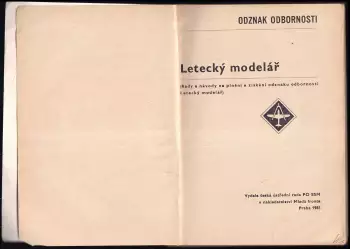 ODZNAK ODBORNOSTI
Letecký modelář
(Rady a návody na plnění a získání odznaku odbornosti
Letecký modelář)
Vydala česká ústřední rada PO SSM
v nakladatelství Mladá fronta
Praha 1982